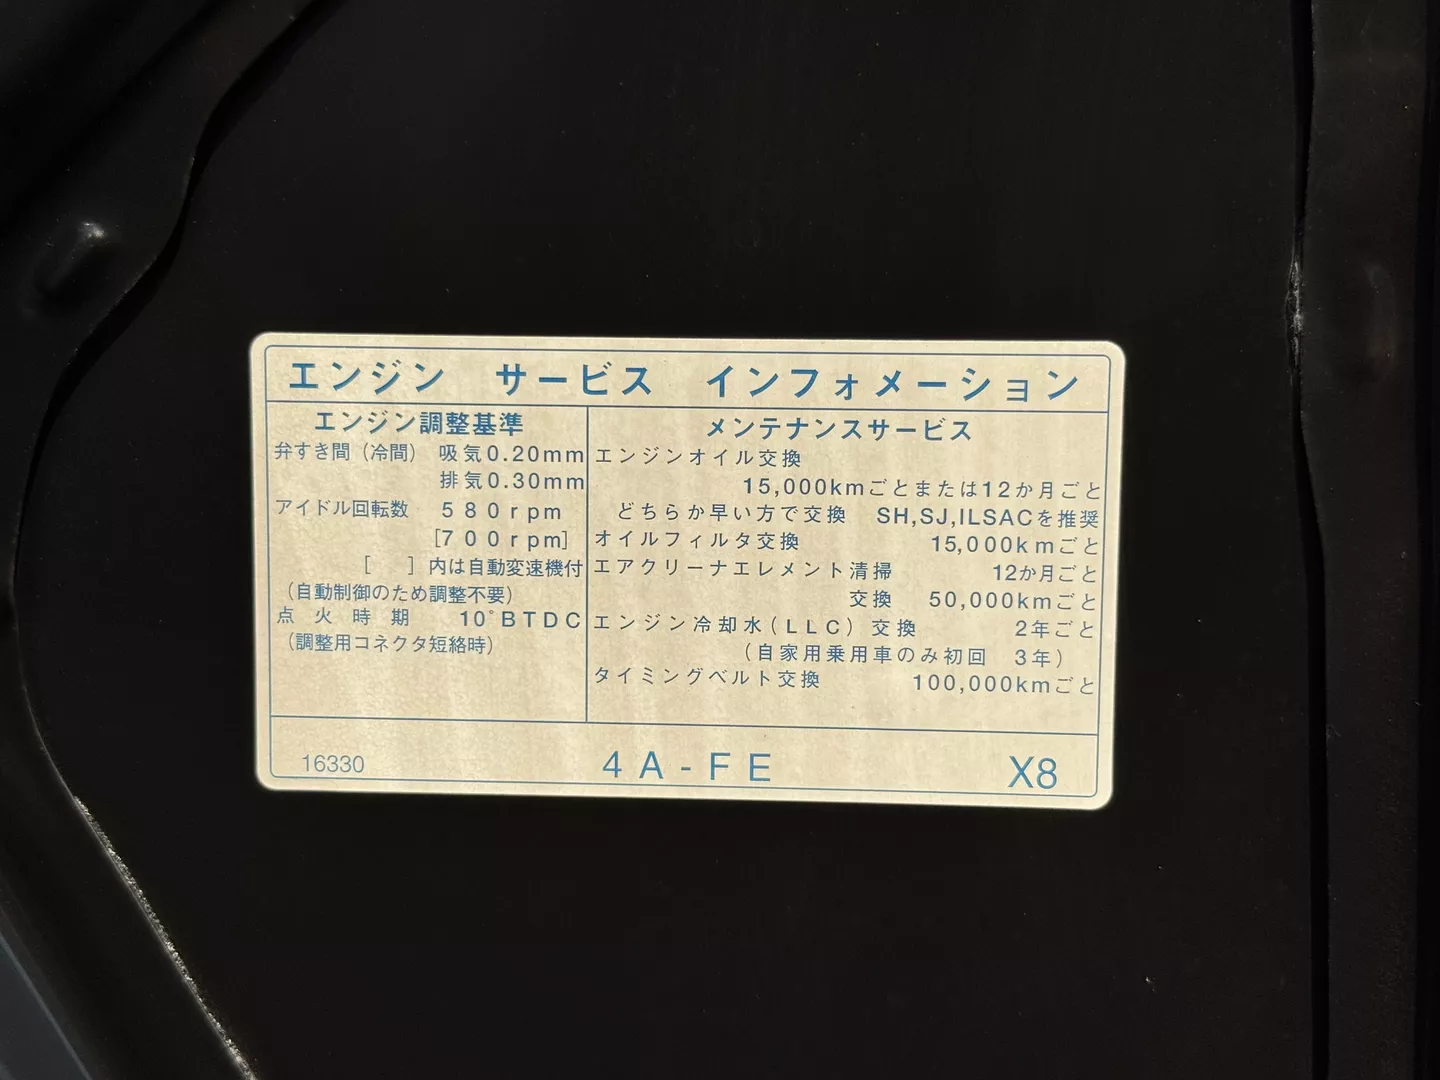 エンジン サービス インフォメーション
エンジン調整基準
弁すき間（冷間） 吸気0.20mm
排気0.30mm
アイドル回転数 580rpm
[700rpm]
[ ]内は自動変速機付
（自動制御のため調整不要）
点火時期 10°BTDC
（調整用コネクタ短絡時）
メンテナンスサービス
エンジンオイル交換
15,000kmごとまたは12か月ごと
どちらか早い方で交換 SH,SJ,ILSACを推奨
オイルフィルタ交換 15,000kmごと
エアクリーナエレメント清掃 12か月ごと
交換 50,000kmごと
エンジン冷却水(LLC)交換 2年ごと
（自家用乗用車のみ初回 3年）
タイミングベルト交換 100,000kmごと
16330 4A-FE X8